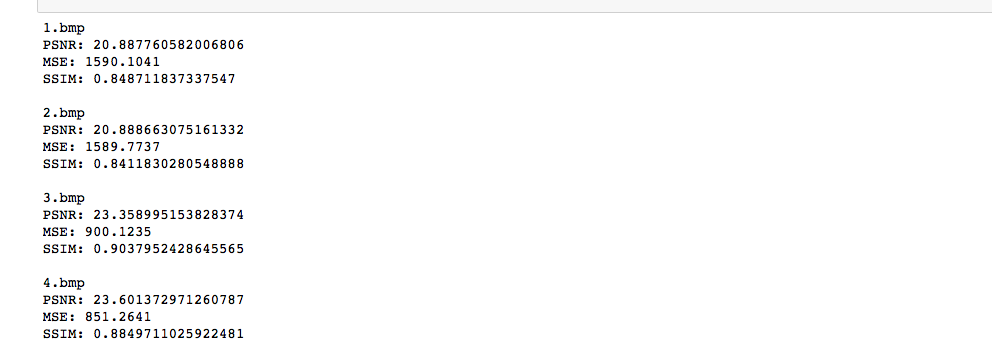 1.bmp
PSNR: 20.887760582006806
MSE: 1590.1041
SSIM: 0.848711837337547
2.bmp
PSNR: 20.888663075161332
MSE: 1589.7737
SSIM: 0.8411830280548888
3.bmp
PSNR: 23.358995153828374
MSE: 900.1235
SSIM: 0.9037952428645565
4.bmp
PSNR: 23.601372971260787
MSE: 851.2641
SSIM: 0.8849711025922481